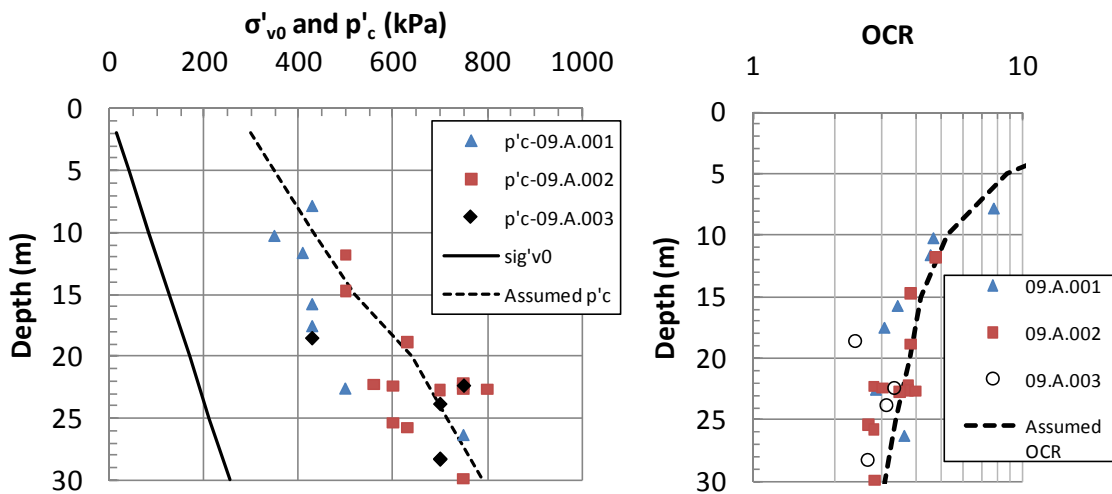 σ'v0 and p'c (kPa)
0 200 400 600 800 1000
Depth (m)
0
5
10
15
20
25
30
p'c-09.A.001
p'c-09.A.002
p'c-09.A.003
sig'v0
Assumed p'c
OCR
1 10
Depth (m)
0
5
10
15
20
25
30
09.A.001
09.A.002
09.A.003
Assumed
OCR